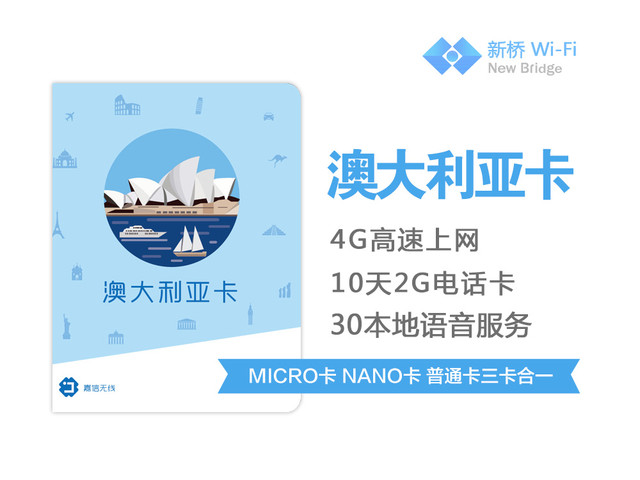 新桥 Wi-Fi
New Bridge
澳大利亚卡
4G高速上网
10天2G电话卡
30本地语音服务
MICRO卡 NANO卡 普通卡三卡合一
澳大利亚卡
嘉信无线